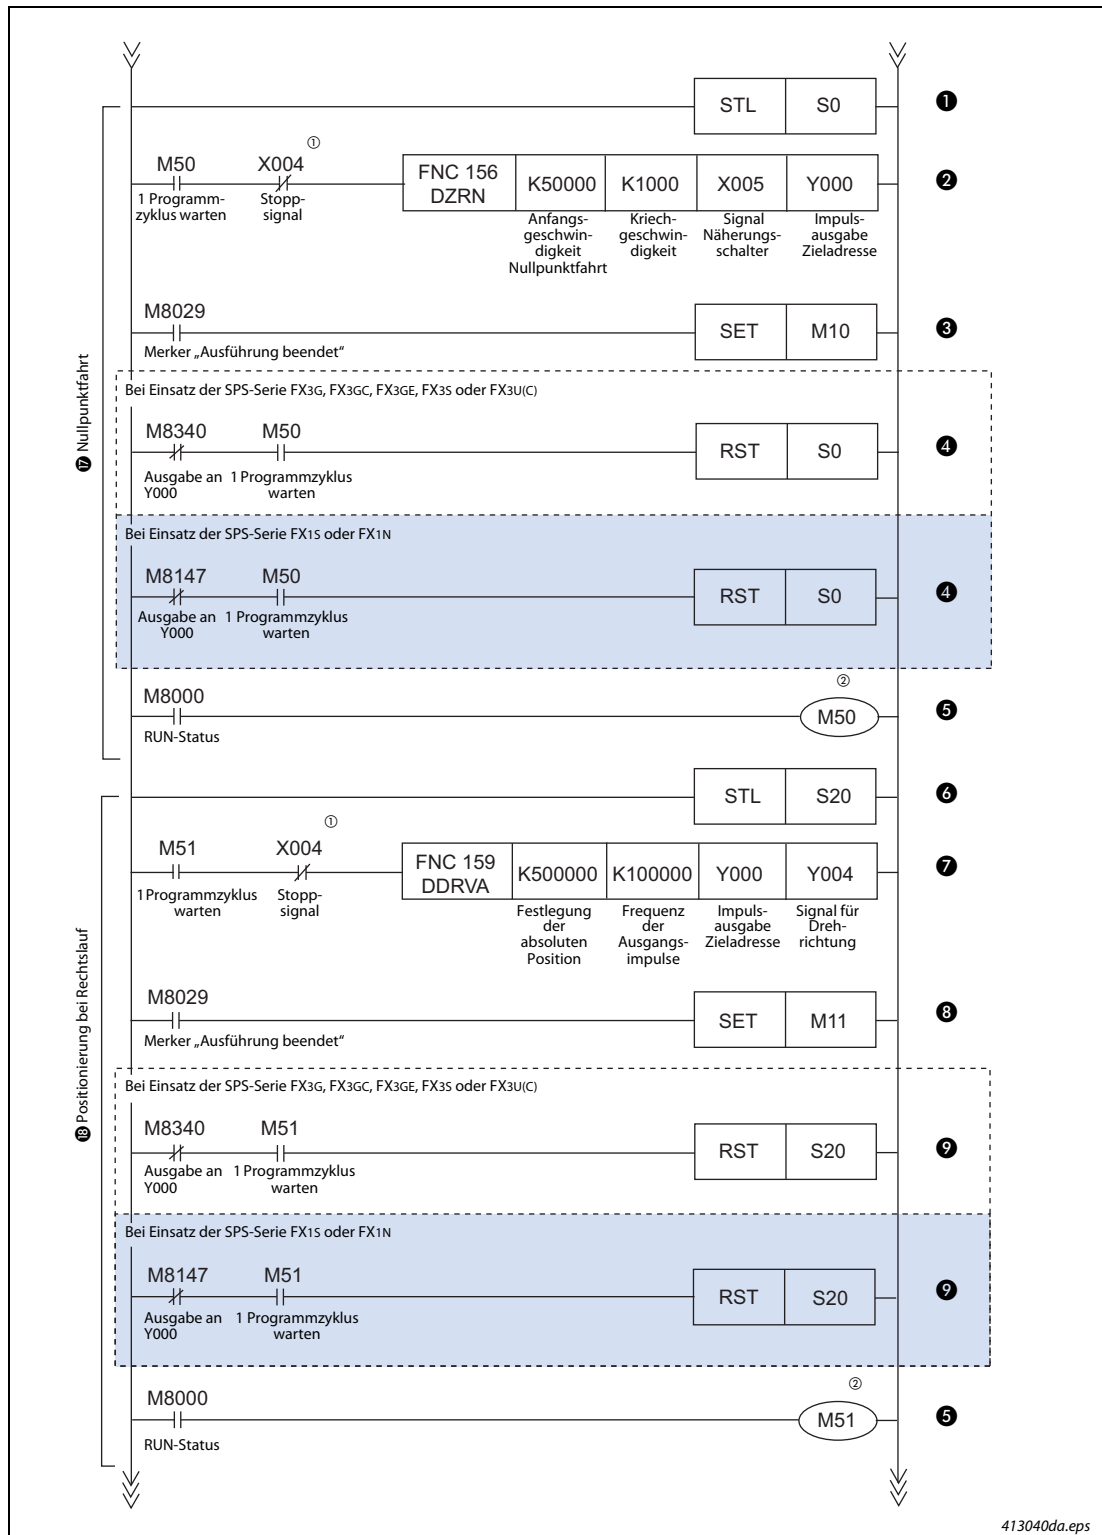 STL S0 ❶
①
M50 X004 FNC 156 DZRN K50000 K1000 X005 Y000 ❷
1 Programm-
zyklus warten
Stopp-
signal
Anfangs-
geschwin-
digkeit
Nullpunktfahrt
Kriech-
geschwin-
digkeit
Signal
Näherungs-
schalter
Impuls-
ausgabe
Zieladresse
M8029 SET M10 ❸
Merker „Ausführung beendet“
⓱ Nullpunktfahrt
Bei Einsatz der SPS-Serie FX3G, FX3GC, FX3GE, FX3S oder FX3U(C)
M8340 M50 RST S0 ❹
Ausgabe an
Y000
1 Programmzyklus
warten
Bei Einsatz der SPS-Serie FX1S oder FX1N
M8147 M50 RST S0 ❹
Ausgabe an
Y000
1 Programmzyklus
warten
②
M8000 M50 ❺
RUN-Status
STL S20 ❻
①
M51 X004 FNC 159 DDRVA K500000 K100000 Y000 Y004 ❼
1 Programmzyklus
warten
Stopp-
signal
Festlegung
der
absoluten
Position
Frequenz
der
Ausgangs-
impulse
Impuls-
ausgabe
Zieladresse
Signal für
Dreh-
richtung
M8029 SET M11 ❽
Merker „Ausführung beendet“
⓲ Positionierung bei Rechtslauf
Bei Einsatz der SPS-Serie FX3G, FX3GC, FX3GE, FX3S oder FX3U(C)
M8340 M51 RST S20 ❾
Ausgabe an
Y000
1 Programmzyklus
warten
Bei Einsatz der SPS-Serie FX1S oder FX1N
M8147 M51 RST S20 ❾
Ausgabe an
Y000
1 Programmzyklus
warten
②
M8000 M51 ❺
RUN-Status
413040da.eps